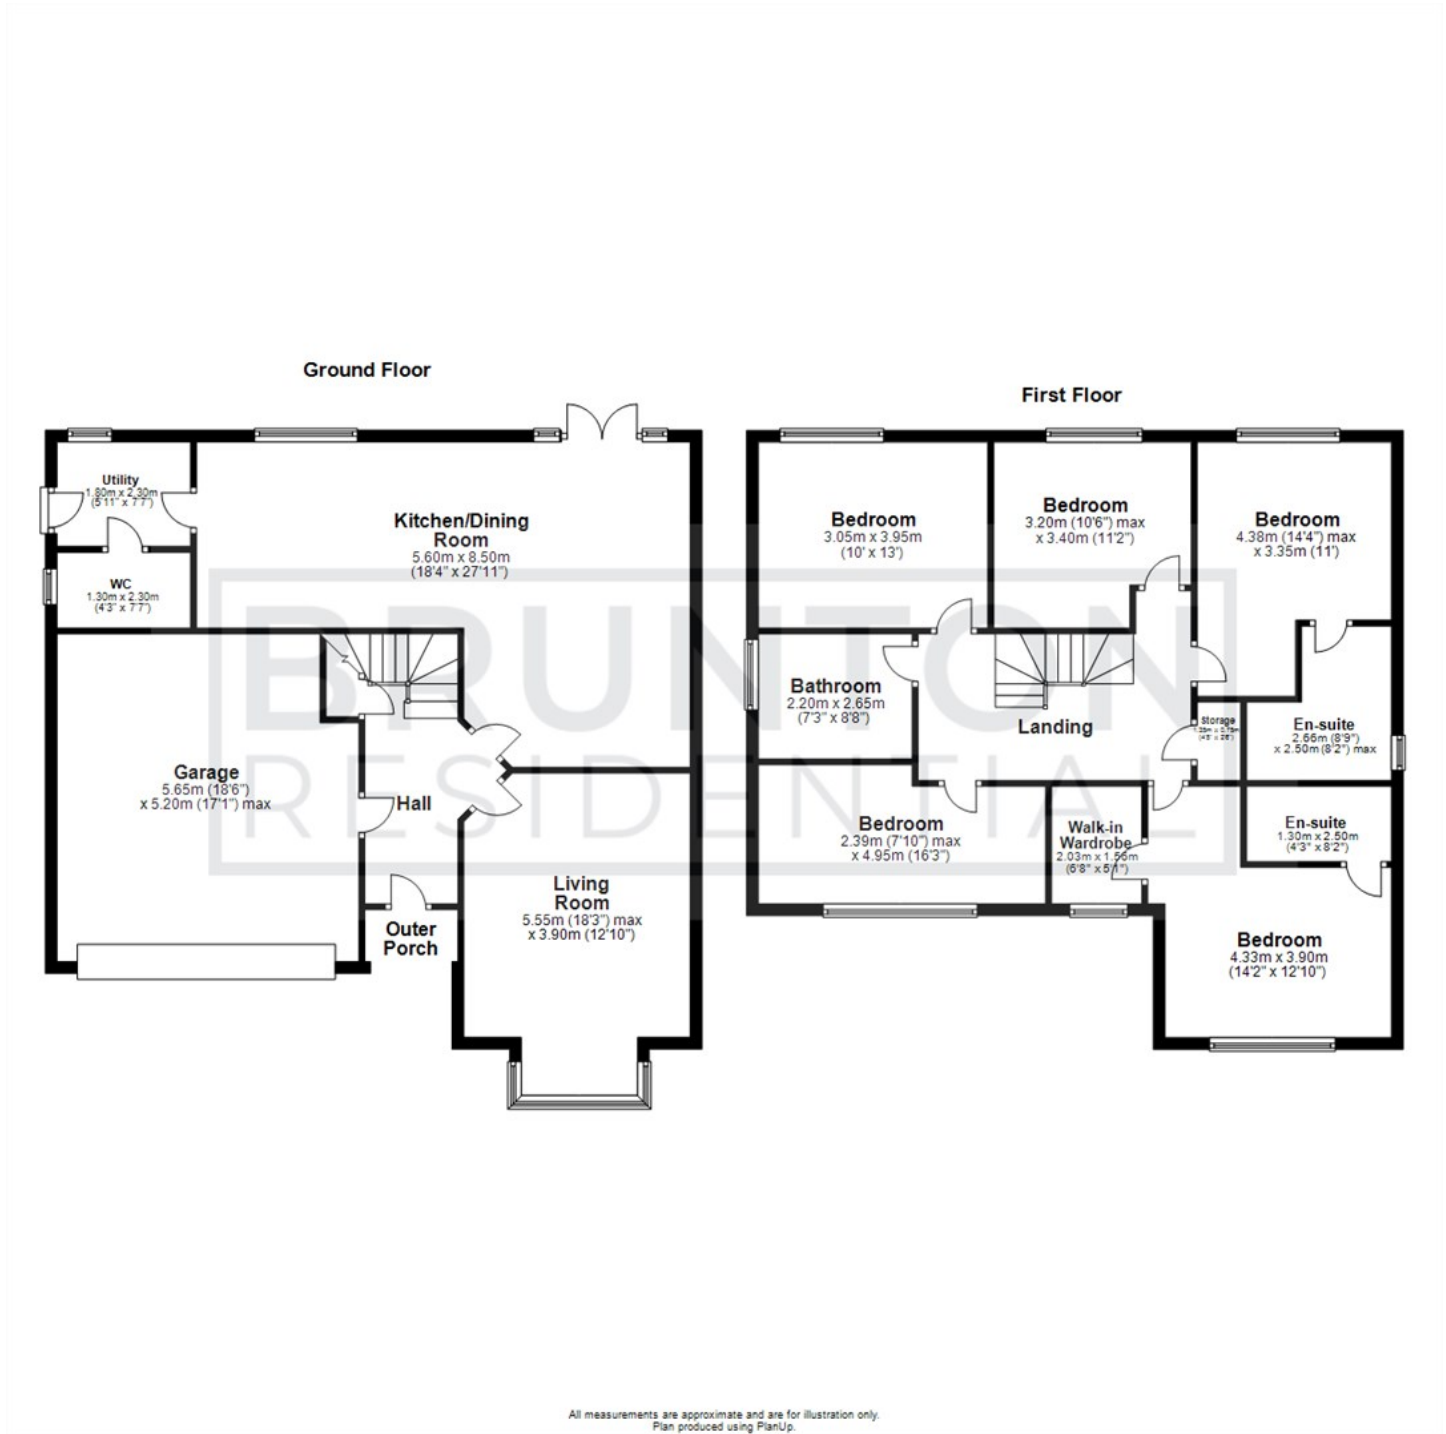 Ground Floor
Utility
1.80m x 2.30m
(5'11" x 7'7")
WC
1.30m x 2.30m
(4'3" x 7'7")
Kitchen/Dining
Room
5.60m x 8.50m
(18'4" x 27'11")
Garage
5.65m (18'6")
x 5.20m (17'1") max
Hall
Outer
Porch
Living
Room
5.55m (18'3") max
x 3.90m (12'10")
First Floor
Bedroom
3.05m x 3.95m
(10' x 13')
Bedroom
3.20m (10'6") max
x 3.40m (11'2")
Bedroom
4.38m (14'4") max
x 3.35m (11')
Bathroom
2.20m x 2.65m
(7'3" x 8'8")
Landing
Storage
En-suite
2.66m (8'9")
x 2.50m (8'2") max
Bedroom
2.39m (7'10") max
x 4.95m (16'3")
Walk-in
Wardrobe
2.03m x 1.56m
(6'8" x 5'1")
En-suite
1.30m x 2.50m
(4'3" x 8'2")
Bedroom
4.33m x 3.90m
(14'2" x 12'10")
BRUNTON
RESIDENTIAL
All measurements are approximate and are for illustration only.
Plan produced using PlanUp.